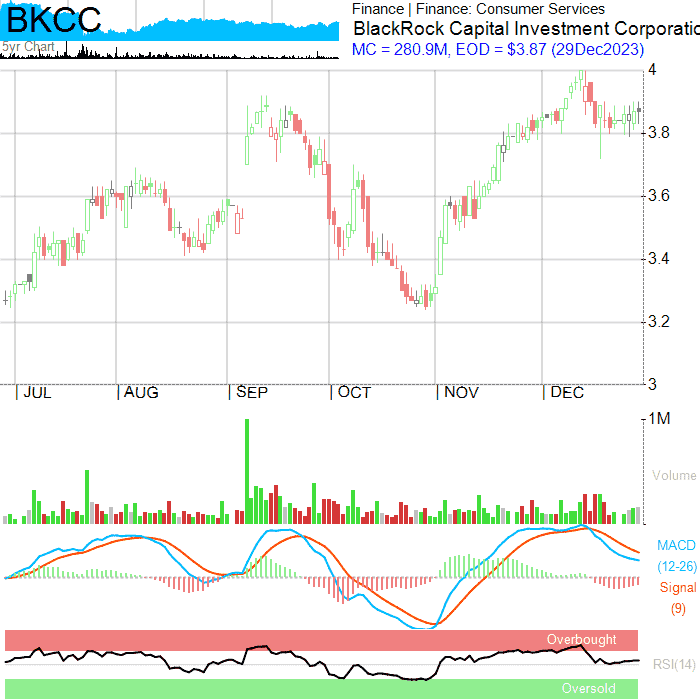 BKCC
5yr Chart
Finance | Finance: Consumer Services
BlackRock Capital Investment Corporatio
MC = 280.9M, EOD = $3.87 (29Dec2023)
4
3.8
3.6
3.4
3.2
3
JUL AUG SEP OCT NOV DEC
1M
Volume
MACD
(12-26)
Signal
(9)
Overbought
RSI(14)
Oversold